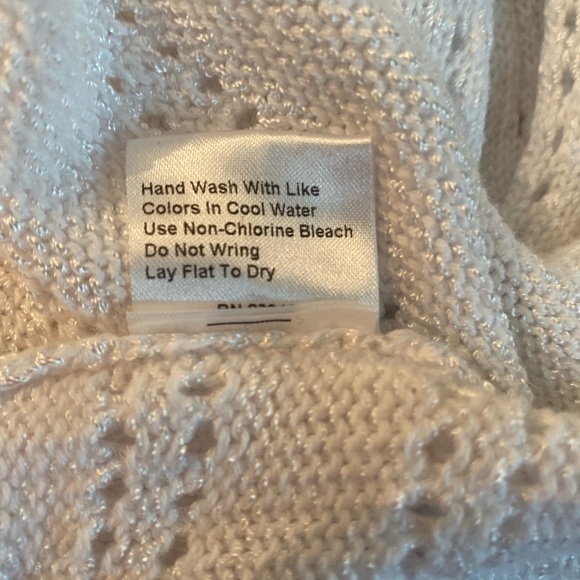 Hand Wash With Like
Colors In Cool Water
Use Non-Chlorine Bleach
Do Not Wring
Lay Flat To Dry
RN